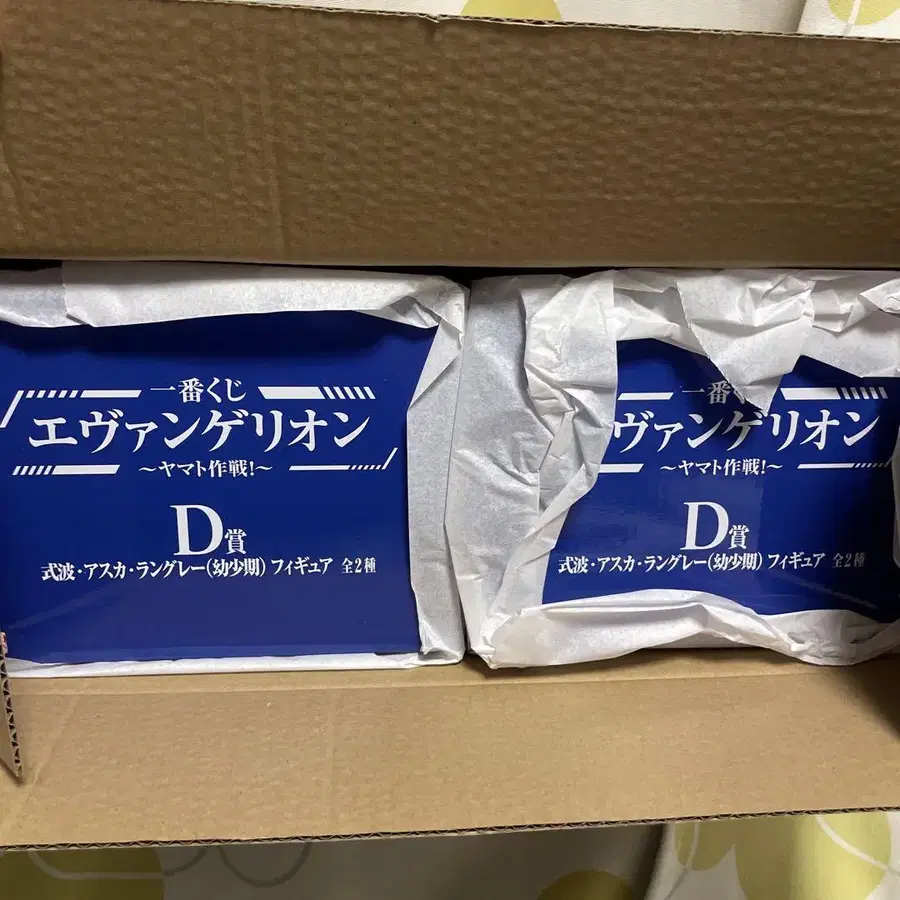 一番くじ
エヴァンゲリオン
～ヤマト作戦!～
D賞
式波・アスカ・ラングレー(幼少期) フィギュア 全2種
一番く
ヴァンゲリオン
～ヤマト作戦!～
D賞
式波・アスカ・ラングレー(幼少期) フィギュア 全2種